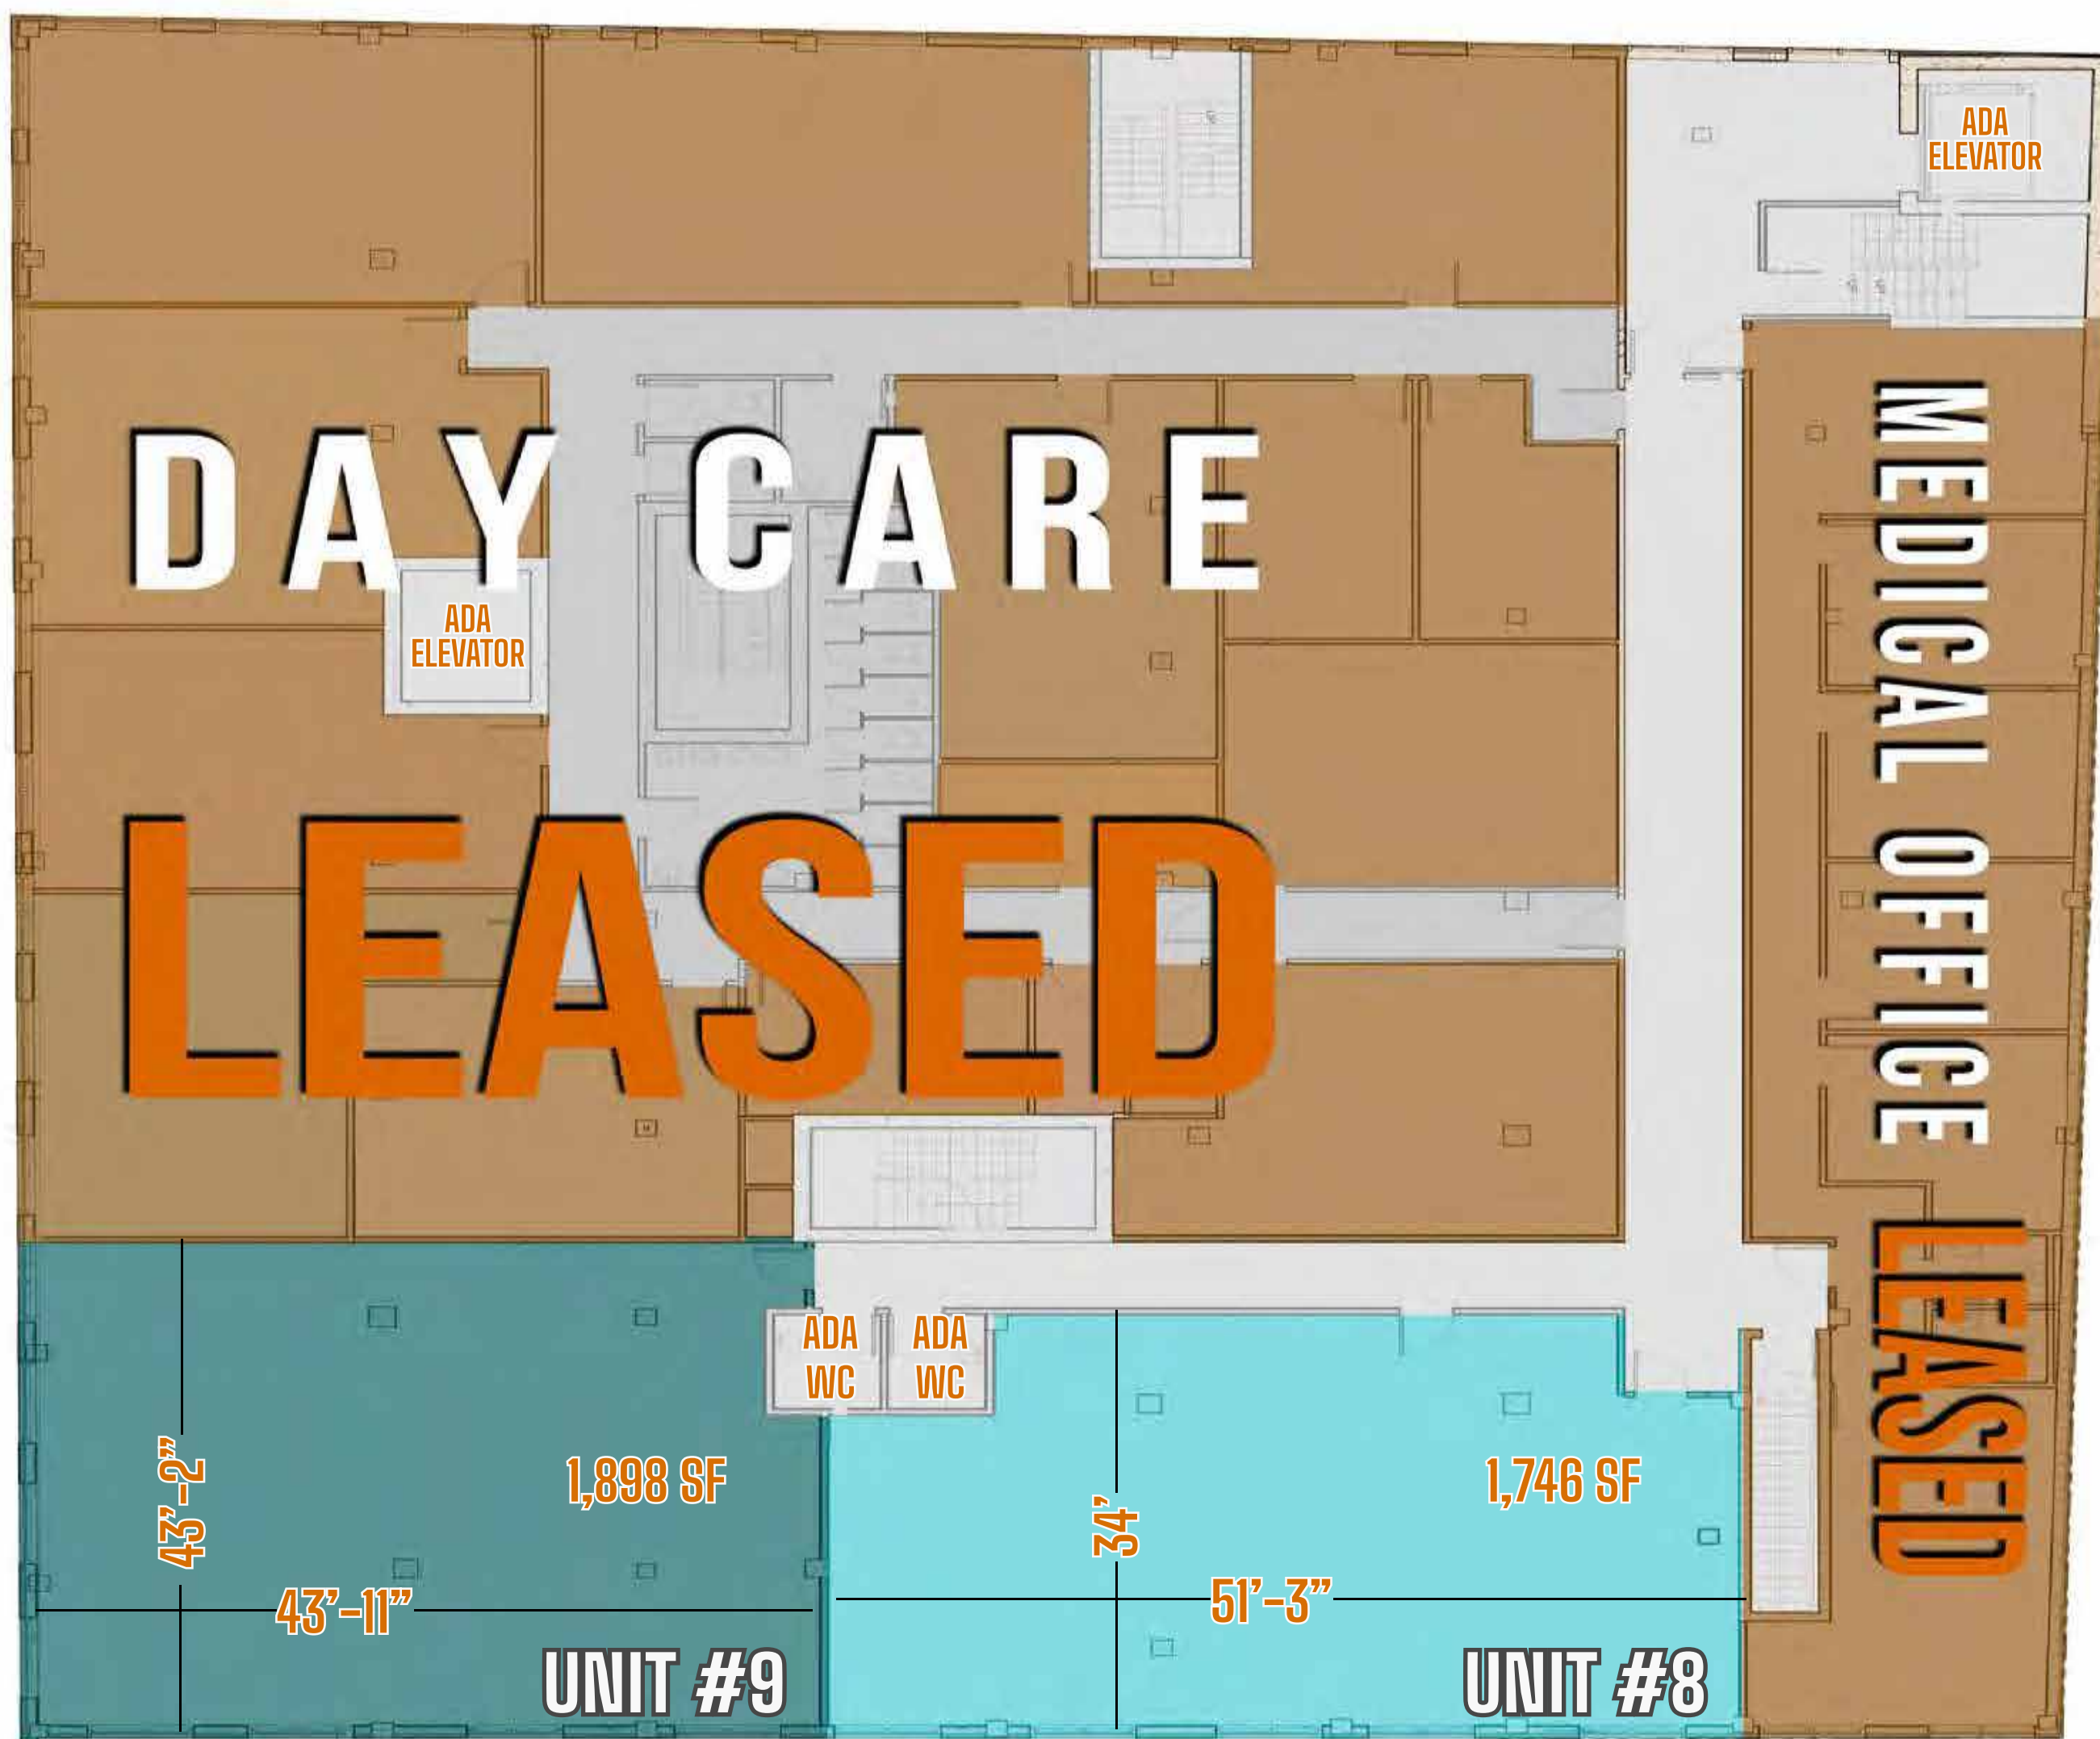 ADA
ELEVATOR
DAY CARE
ADA
ELEVATOR
MEDICAL OFFICE
LEASED
LEASED
ADA
WC
ADA
WC
43’-2”
1,898 SF
34’
1,746 SF
43’-11”
51’-3”
UNIT #9
UNIT #8